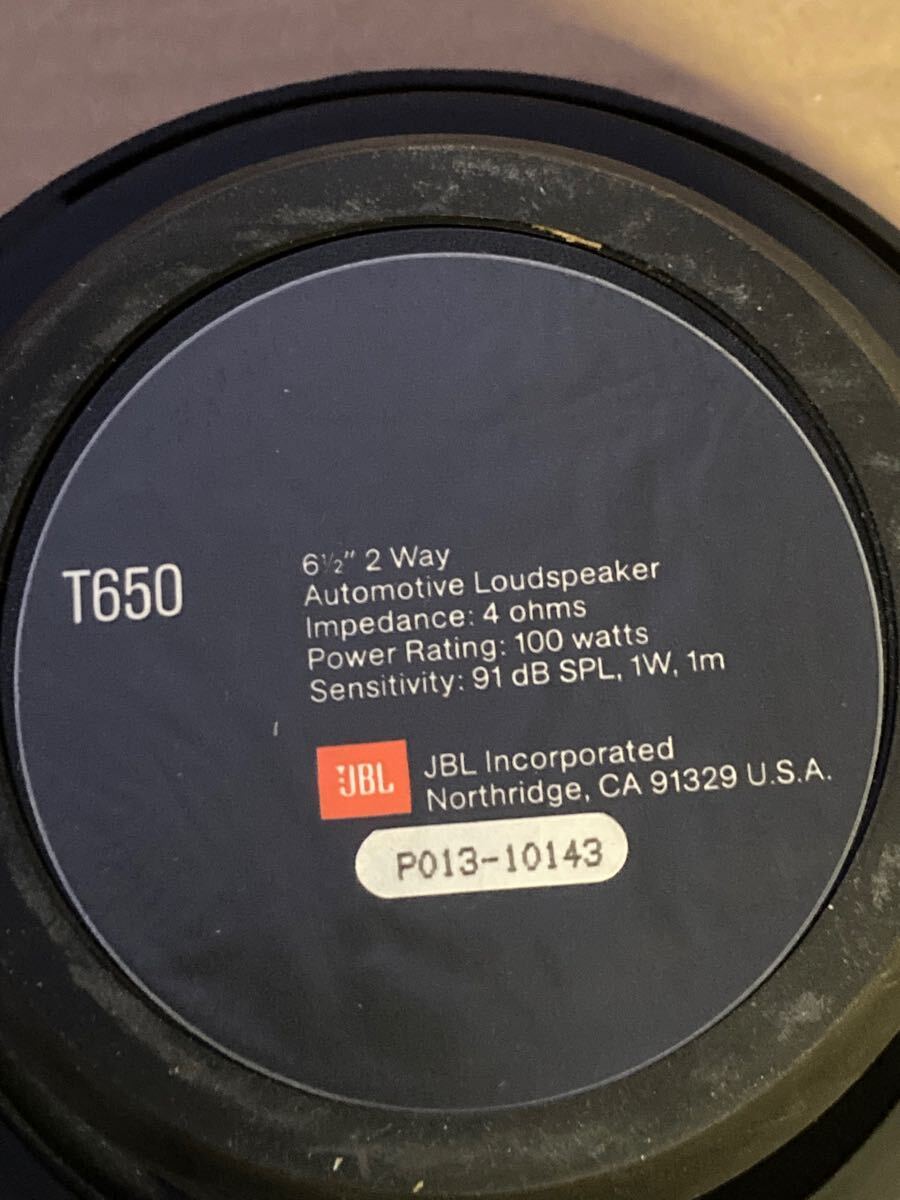 T650
6½" 2 Way
Automotive Loudspeaker
Impedance: 4 ohms
Power Rating: 100 watts
Sensitivity: 91 dB SPL, 1W, 1m
JBL
JBL Incorporated
Northridge, CA 91329 U.S.A.
P013-10143